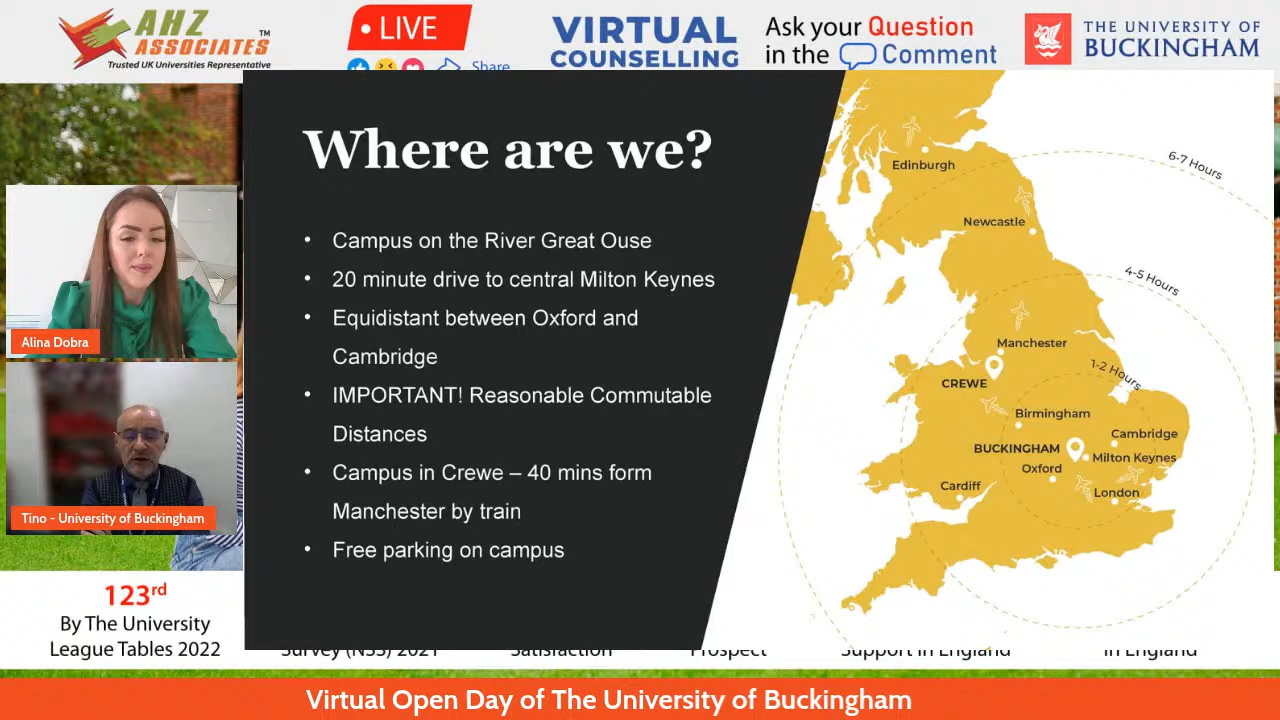 AHZ
ASSOCIATES
TM
Trusted UK Universities Representative
• LIVE
Share
VIRTUAL
COUNSELLING
Ask your Question
in the Comment
THE UNIVERSITY OF
BUCKINGHAM
Where are we?
• Campus on the River Great Ouse
• 20 minute drive to central Milton Keynes
• Equidistant between Oxford and
Cambridge
• IMPORTANT! Reasonable Commutable
Distances
• Campus in Crewe – 40 mins form
Manchester by train
• Free parking on campus
6-7 Hours
Edinburgh
Newcastle
4-5 Hours
Manchester
1-2 Hours
CREWE
Birmingham
Cambridge
BUCKINGHAM
Milton Keynes
Oxford
Cardiff
London
Alina Dobra
Tino - University of Buckingham
123rd
By The University
League Tables 2022
Survey (NSS) 2021
Satisfaction
Prospect
Support in England
in England
Virtual Open Day of The University of Buckingham